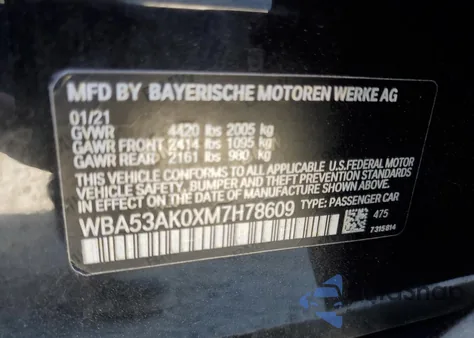 MFD BY BAYERISCHE MOTOREN WERKE AG
01/21
GVWR 4420 lbs 2005 kg
GAWR FRONT 2414 lbs 1095 kg
GAWR REAR 2161 lbs 980 kg
THIS VEHICLE CONFORMS TO ALL APPLICABLE U.S.FEDERAL MOTOR
VEHICLE SAFETY, BUMPER, AND THEFT PREVENTION STANDARDS
IN EFFECT ON THE DATE OF MANUFACTURE SHOWN ABOVE.
WBA53AK0XM7H78609 TYPE: PASSENGER CAR
475
7315814